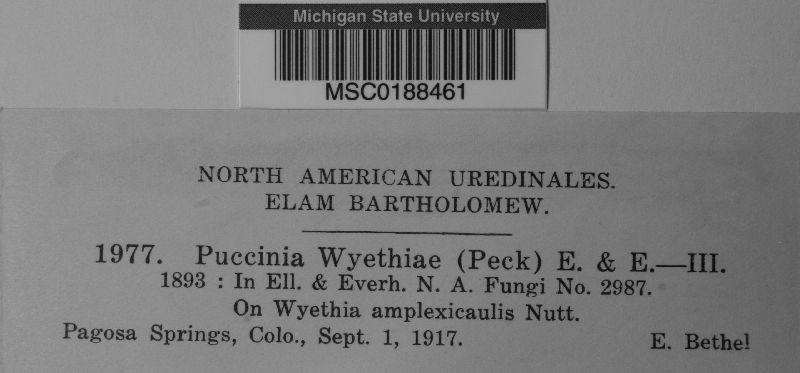 Michigan State University
MSC0188461
NORTH AMERICAN UREDINALES.
ELAM BARTHOLOMEW.
1977. Puccinia Wyethiae (Peck) E. & E.—III.
1893 : In Ell. & Everh. N. A. Fungi No. 2987.
On Wyethia amplexicaulis Nutt.
Pagosa Springs, Colo., Sept. 1, 1917. E. Bethel